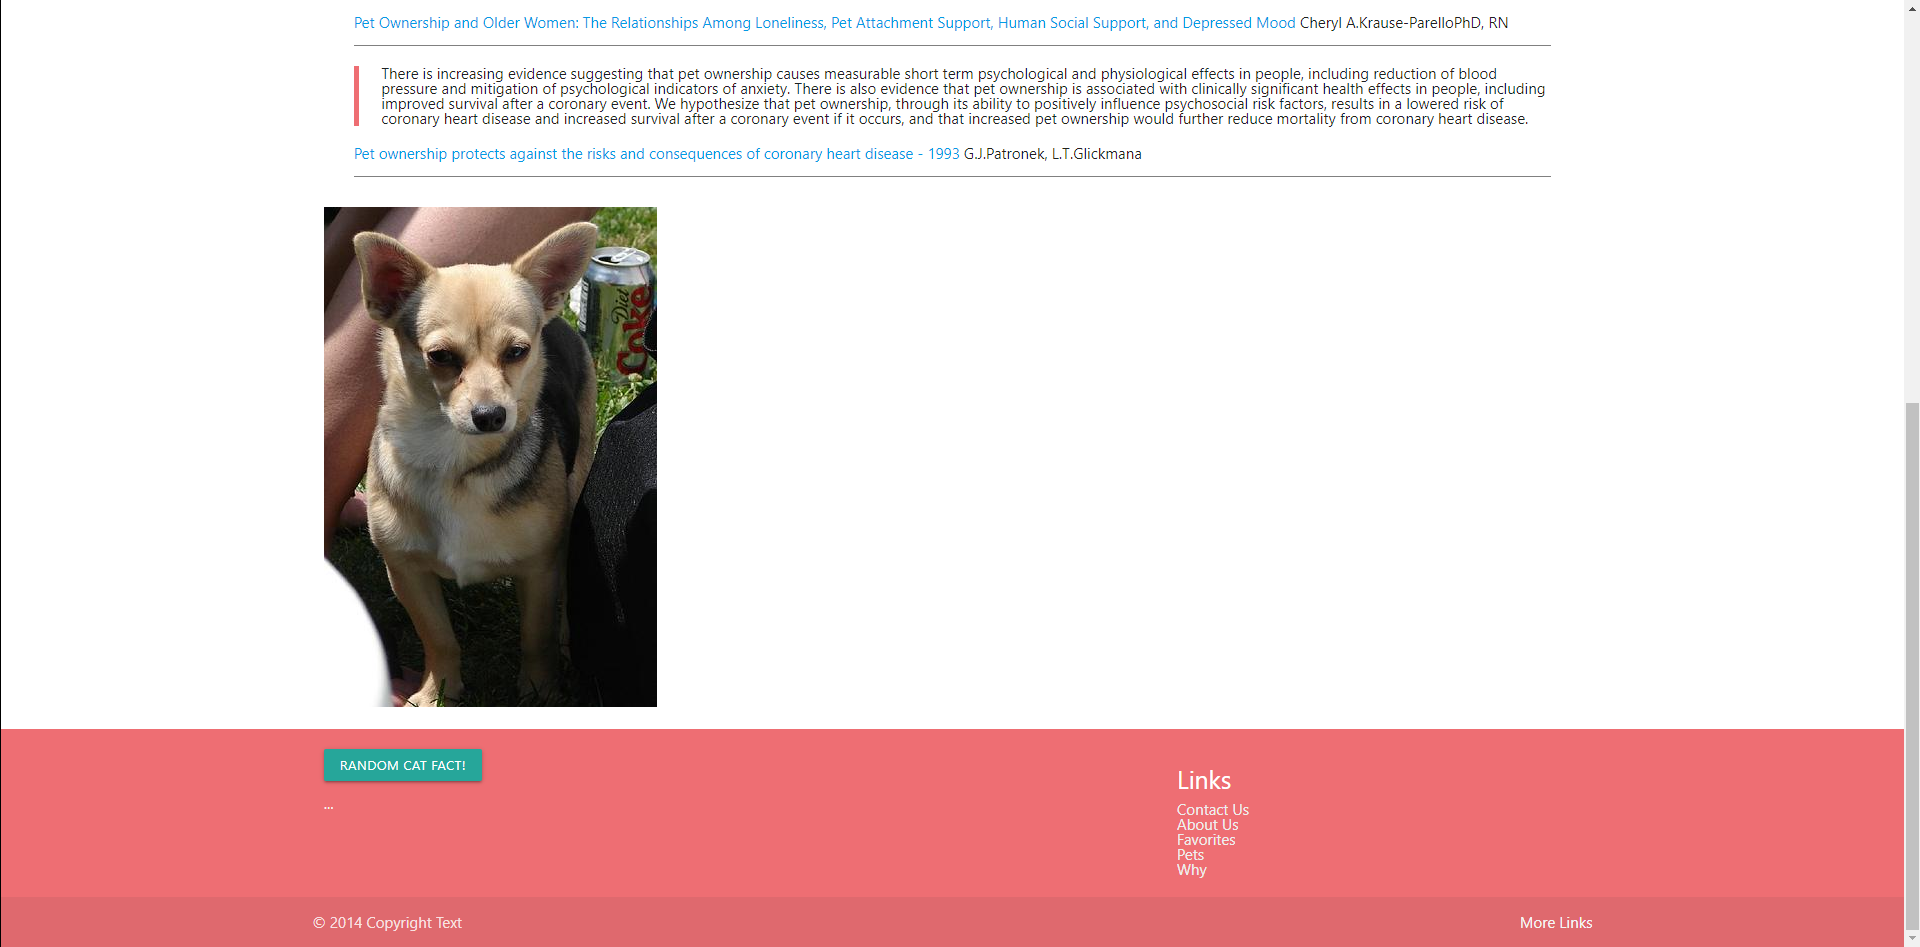 Pet Ownership and Older Women: The Relationships Among Loneliness, Pet Attachment Support, Human Social Support, and Depressed Mood Cheryl A.Krause-ParelloPhD, RN
There is increasing evidence suggesting that pet ownership causes measurable short term psychological and physiological effects in people, including reduction of blood
pressure and mitigation of psychological indicators of anxiety. There is also evidence that pet ownership is associated with clinically significant health effects in people, including
improved survival after a coronary event. We hypothesize that pet ownership, through its ability to positively influence psychosocial risk factors, results in a lowered risk of
coronary heart disease and increased survival after a coronary event if it occurs, and that increased pet ownership would further reduce mortality from coronary heart disease.
Pet ownership protects against the risks and consequences of coronary heart disease - 1993 G.J.Patronek, L.T.Glickmana
Diet
Coke
RANDOM CAT FACT!
...
Links
Contact Us
About Us
Favorites
Pets
Why
© 2014 Copyright Text
More Links